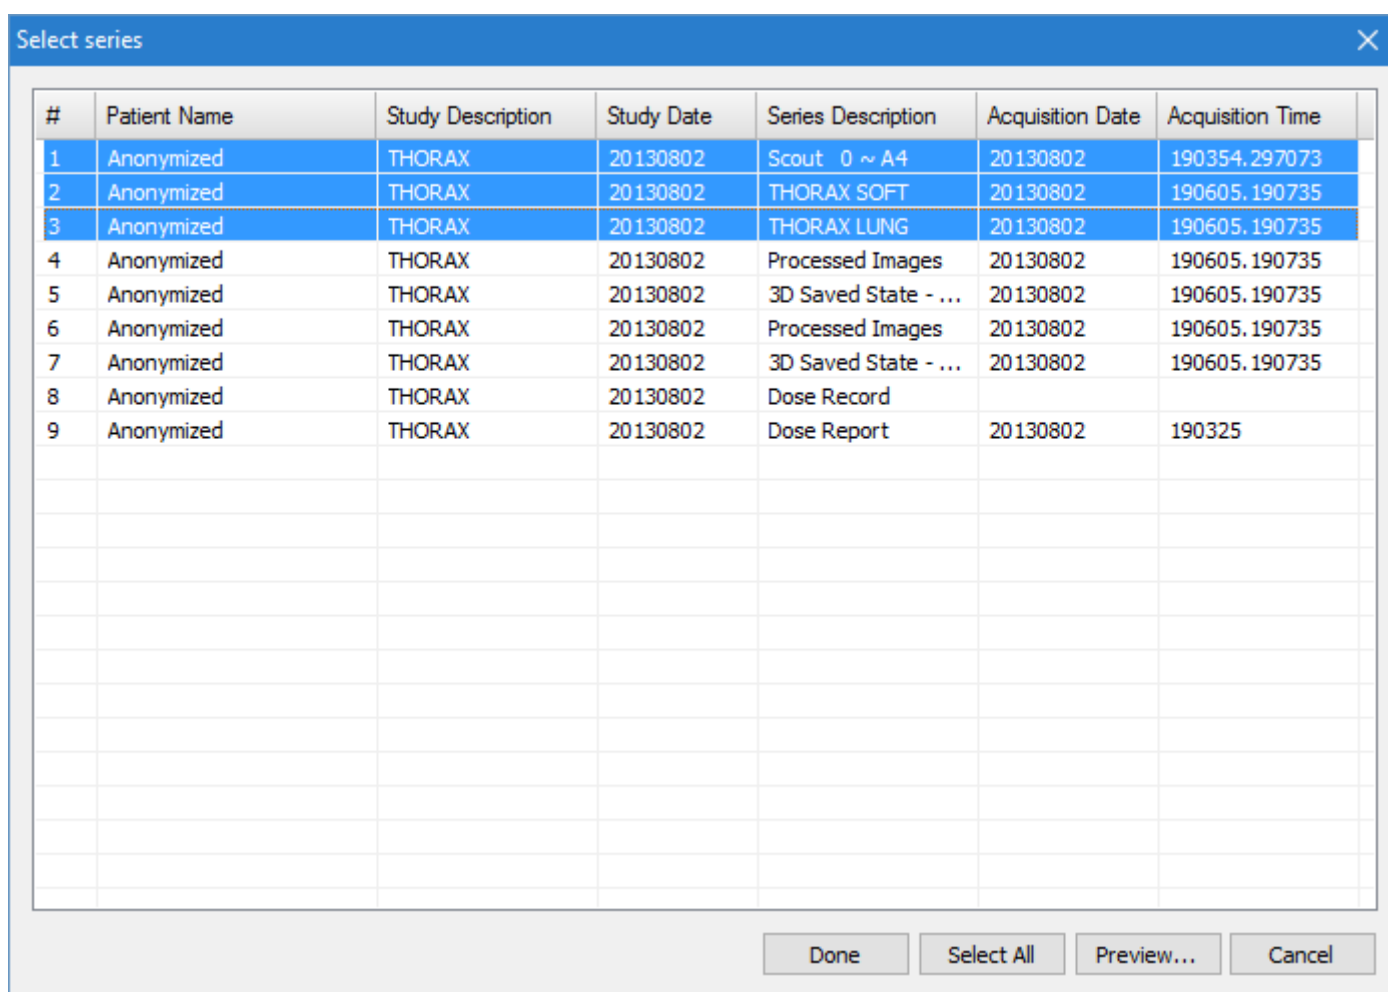 Select series
# Patient Name Study Description Study Date Series Description Acquisition Date Acquisition Time
1 Anonymized THORAX 20130802 Scout 0 ~ A4 20130802 190354.297073
2 Anonymized THORAX 20130802 THORAX SOFT 20130802 190605.190735
3 Anonymized THORAX 20130802 THORAX LUNG 20130802 190605.190735
4 Anonymized THORAX 20130802 Processed Images 20130802 190605.190735
5 Anonymized THORAX 20130802 3D Saved State - ... 20130802 190605.190735
6 Anonymized THORAX 20130802 Processed Images 20130802 190605.190735
7 Anonymized THORAX 20130802 3D Saved State - ... 20130802 190605.190735
8 Anonymized THORAX 20130802 Dose Record
9 Anonymized THORAX 20130802 Dose Report 20130802 190325
Done Select All Preview... Cancel